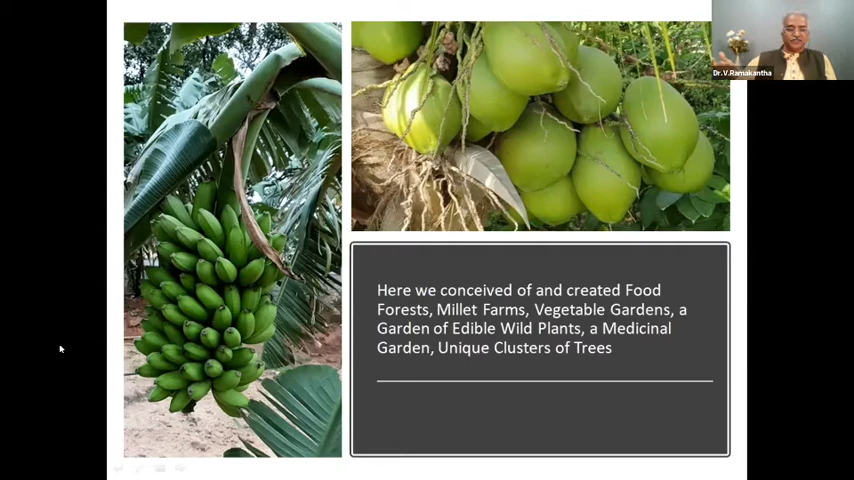 Dr.V.Ramakantha
Here we conceived of and created Food
Forests, Millet Farms, Vegetable Gardens, a
Garden of Edible Wild Plants, a Medicinal
Garden, Unique Clusters of Trees